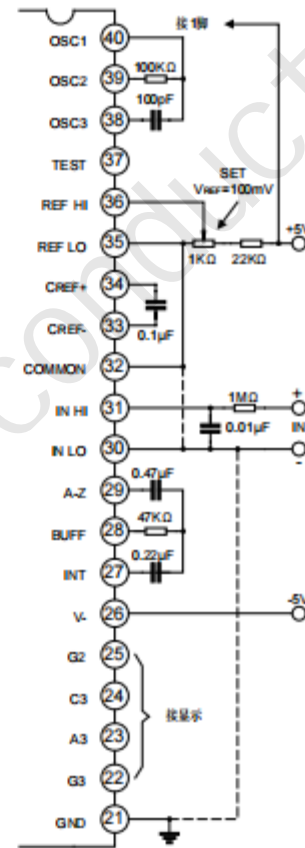 接1脚
OSC1 40
OSC2 39 100KΩ
100pF
OSC3 38
TEST 37
SET
VREF=100mV
REF HI 36
REF LO 35 1KΩ 22KΩ +5V
CREF+ 34
CREF- 33 0.1μF
COMMON 32
IN HI 31 1MΩ +
0.01μF IN
IN LO 30 -
A-Z 29 0.47μF
BUFF 28 47KΩ
INT 27 0.22μF
V- 26 -5V
G2 25
C3 24
接显示
A3 23
G3 22
GND 21
conduct